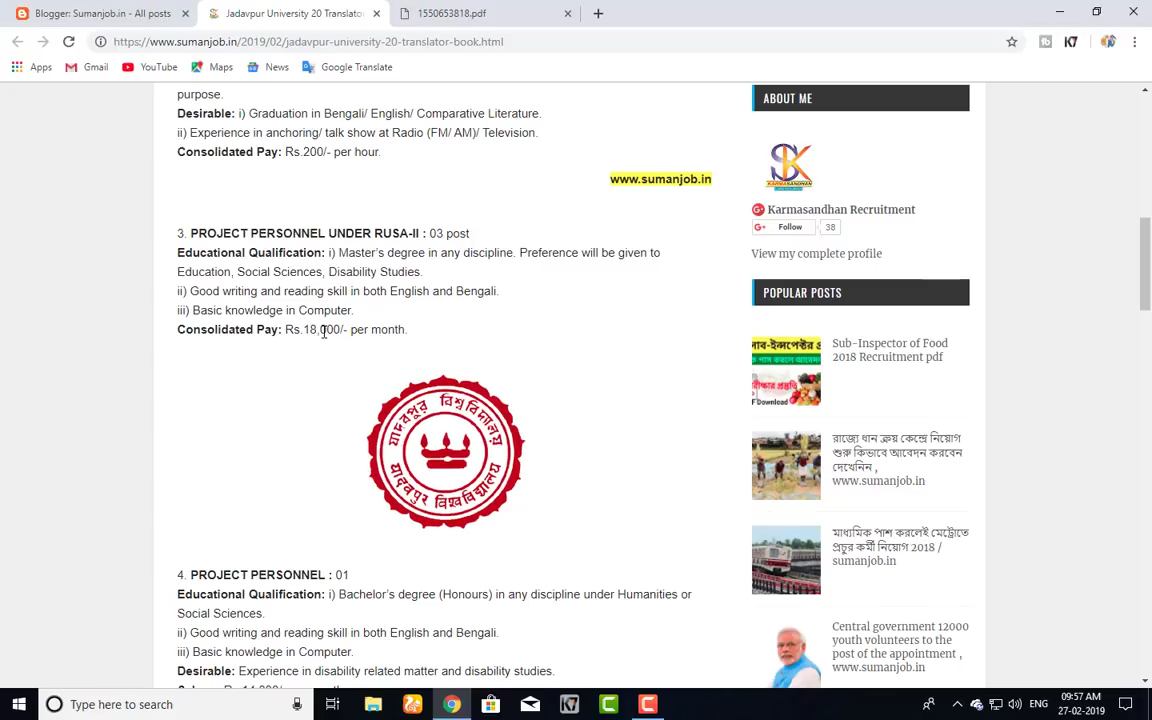 Blogger: Sumanjob.in - All posts
Jadavpur University 20 Translator
1550653818.pdf
https://www.sumanjob.in/2019/02/jadavpur-university-20-translator-book.html
Apps
Gmail
YouTube
Maps
News
Google Translate
purpose.
Desirable: i) Graduation in Bengali/ English/ Comparative Literature.
ii) Experience in anchoring/ talk show at Radio (FM/ AM)/ Television.
Consolidated Pay: Rs.200/- per hour.
www.sumanjob.in
3. PROJECT PERSONNEL UNDER RUSA-II : 03 post
Educational Qualification: i) Master's degree in any discipline. Preference will be given to
Education, Social Sciences, Disability Studies.
ii) Good writing and reading skill in both English and Bengali.
iii) Basic knowledge in Computer.
Consolidated Pay: Rs.18,000/- per month.
যাদবপুর বিশ্ববিদ্যালয়
যাদবপুর বিশ্ববিদ্যালয়
4. PROJECT PERSONNEL : 01
Educational Qualification: i) Bachelor's degree (Honours) in any discipline under Humanities or
Social Sciences.
ii) Good writing and reading skill in both English and Bengali.
iii) Basic knowledge in Computer.
Desirable: Experience in disability related matter and disability studies.
ABOUT ME
SK
KARMASANDHAN
Karmasandhan Recruitment
G+ Follow 38
View my complete profile
POPULAR POSTS
Sub-Inspector of Food
2018 Recruitment pdf
রাজ্যে ধান ক্রয় কেন্দ্রে নিয়োগ
শুরু কিভাবে আবেদন করবেন
দেখেনিন ,
www.sumanjob.in
মাধ্যমিক পাশ করলেই মেট্রোতে
প্রচুর কর্মী নিয়োগ 2018 /
sumanjob.in
Central government 12000
youth volunteers to the
post of the appointment ,
www.sumanjob.in
Type here to search
K7
ENG
09:57 AM
27-02-2019